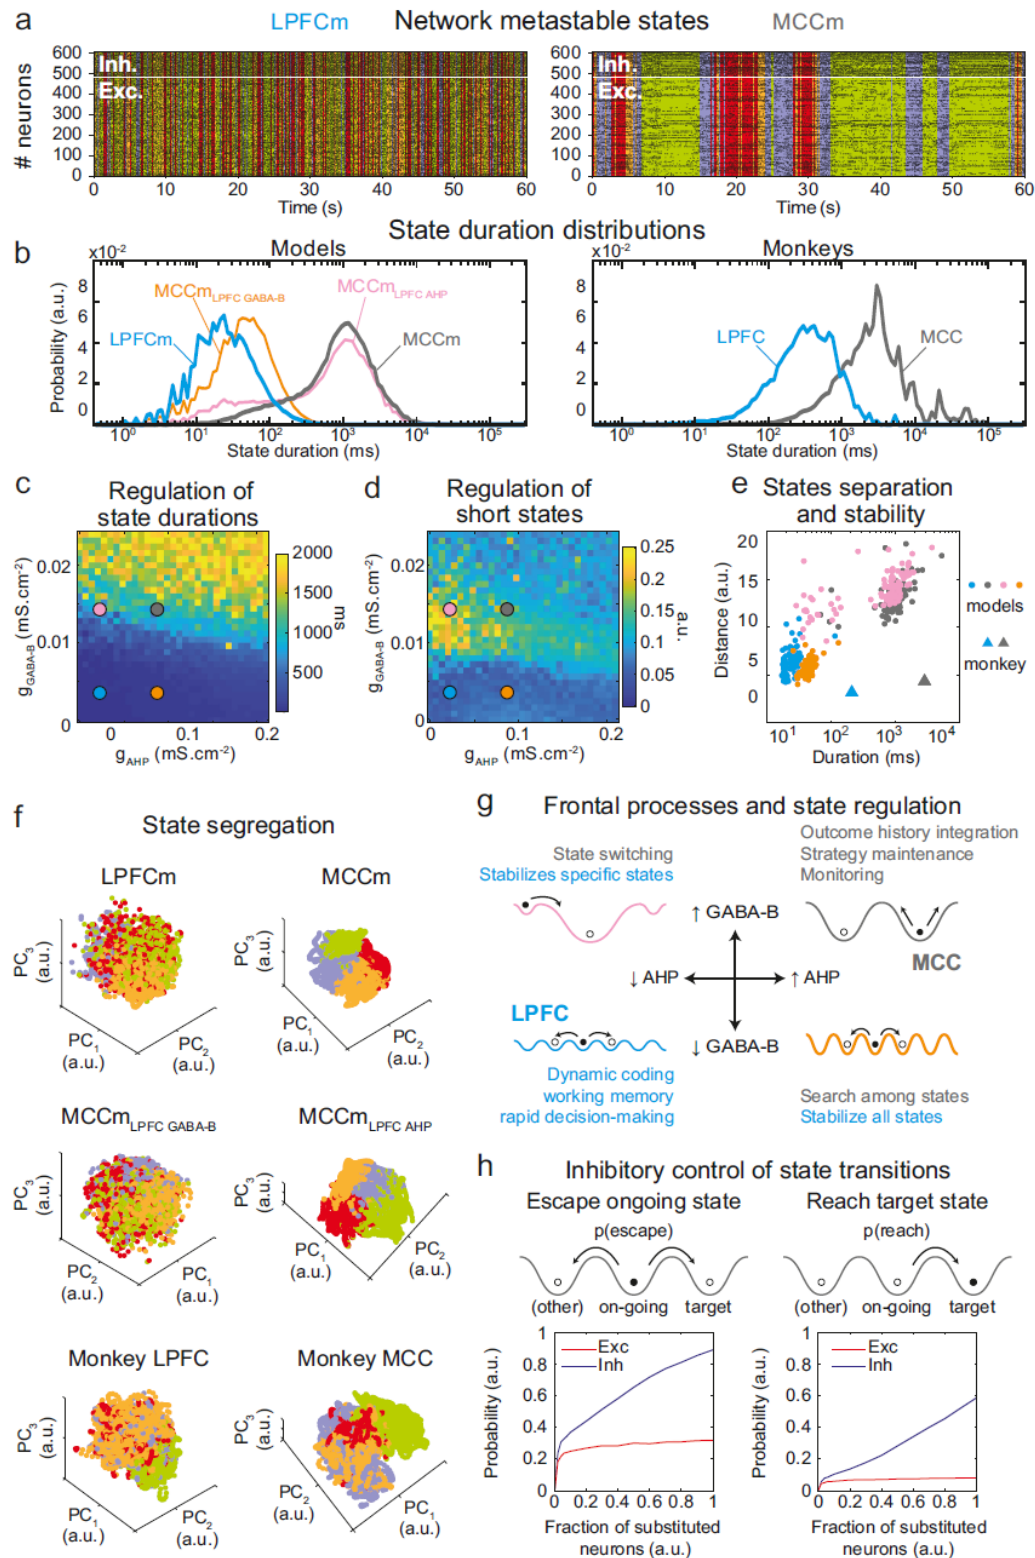 a
LPFCm
Network metastable states
MCCm
# neurons
600
500
400
300
200
100
0
Inh.
Exc.
0 10 20 30 40 50 60
Time (s)
600
500
400
300
200
100
0
Inh.
Exc.
0 10 20 30 40 50 60
Time (s)
State duration distributions
b
x10-2
Models
Probability (a.u.)
8
6
4
2
0
LPFCm
MCCmLPFC GABA-B
MCCmLPFC AHP
MCCm
100 101 102 103 104 105
State duration (ms)
x10-2
Monkeys
8
6
4
2
0
LPFC
MCC
100 101 102 103 104 105
State duration (ms)
c
Regulation of
state durations
gGABA-B (mS.cm-2)
0.02
0.01
0
0 0.1 0.2
gAHP (mS.cm-2)
2000
1500
1000
500
ms
d
Regulation of
short states
gGABA-B (mS.cm-2)
0.02
0.01
0
0 0.1 0.2
gAHP (mS.cm-2)
0.25
0.2
0.15
0.1
0.05
0
a.u.
e
States separation
and stability
Distance (a.u.)
20
15
10
5
0
101 102 103 104
Duration (ms)
models
monkey
f
State segregation
LPFCm
PC3
(a.u.)
PC1
(a.u.)
PC2
(a.u.)
MCCm
PC3
(a.u.)
PC1
(a.u.)
PC2
(a.u.)
MCCmLPFC GABA-B
PC3
(a.u.)
PC2
(a.u.)
PC1
(a.u.)
MCCmLPFC AHP
PC3
(a.u.)
PC1
(a.u.)
PC2
(a.u.)
Monkey LPFC
PC3
(a.u.)
PC1
(a.u.)
PC2
(a.u.)
Monkey MCC
PC3
(a.u.)
PC2
(a.u.)
PC1
(a.u.)
g
Frontal processes and state regulation
State switching
Stabilizes specific states
Outcome history integration
Strategy maintenance
Monitoring
↑ GABA-B
MCC
↓ AHP
↑ AHP
LPFC
↓ GABA-B
Dynamic coding
working memory
rapid decision-making
Search among states
Stabilize all states
h
Inhibitory control of state transitions
Escape ongoing state
p(escape)
(other) on-going target
Probability (a.u.)
1
0.8
0.6
0.4
0.2
0
Exc
Inh
0.2 0.4 0.6 0.8 1
Fraction of substituted
neurons (a.u.)
Reach target state
p(reach)
(other) on-going target
Probability (a.u.)
1
0.8
0.6
0.4
0.2
0
Exc
Inh
0.2 0.4 0.6 0.8 1
Fraction of substituted
neurons (a.u.)